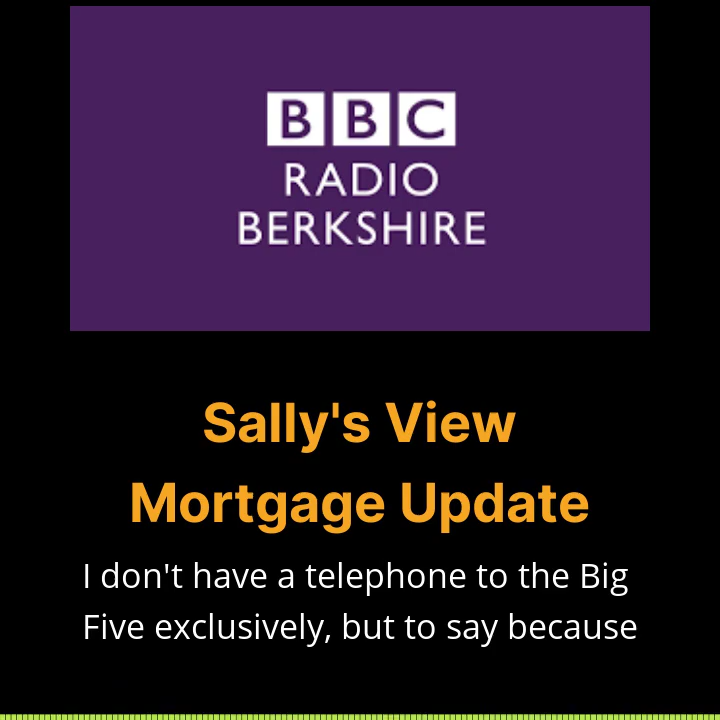 BBC
RADIO
BERKSHIRE
Sally's View
Mortgage Update
I don't have a telephone to the Big
Five exclusively, but to say because